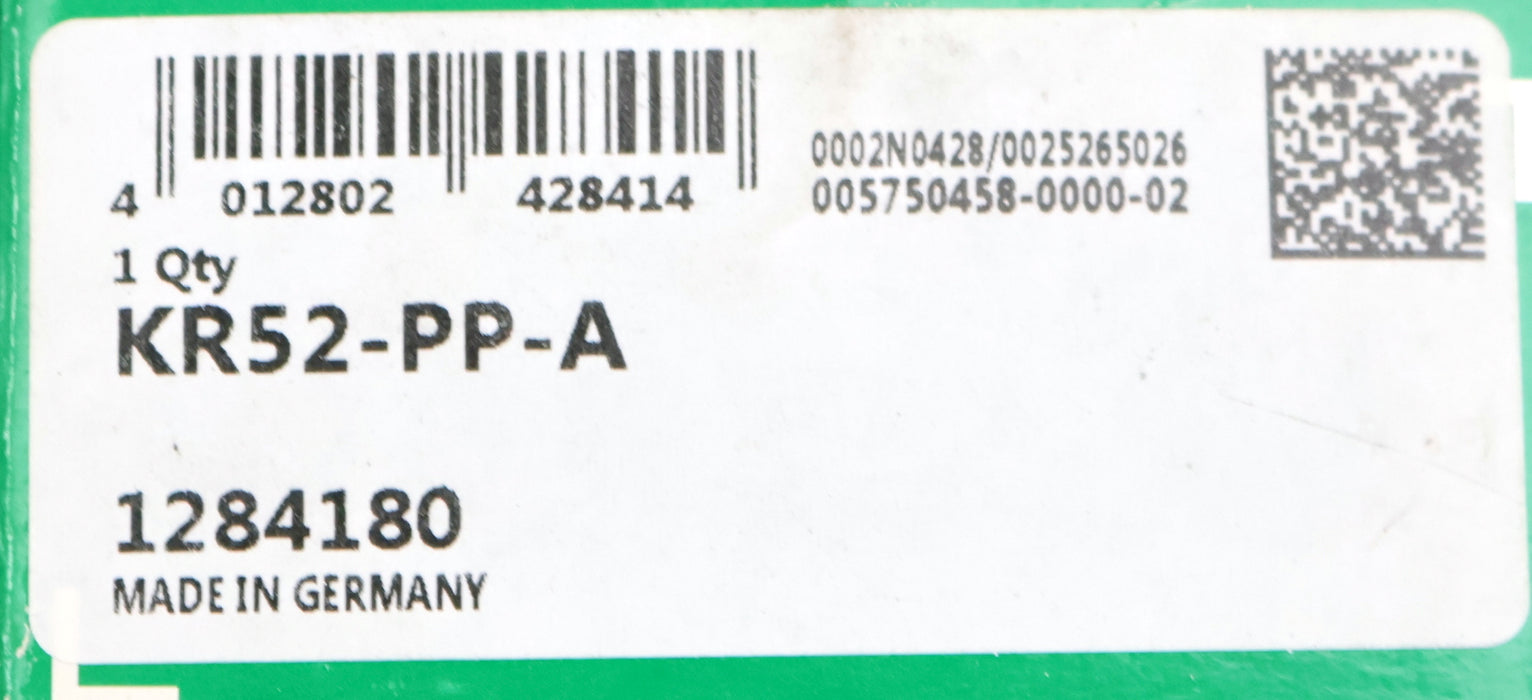 4 012802 428414
0002N0428/0025265026
005750458-0000-02
1 Qty
KR52-PP-A
1284180
MADE IN GERMANY